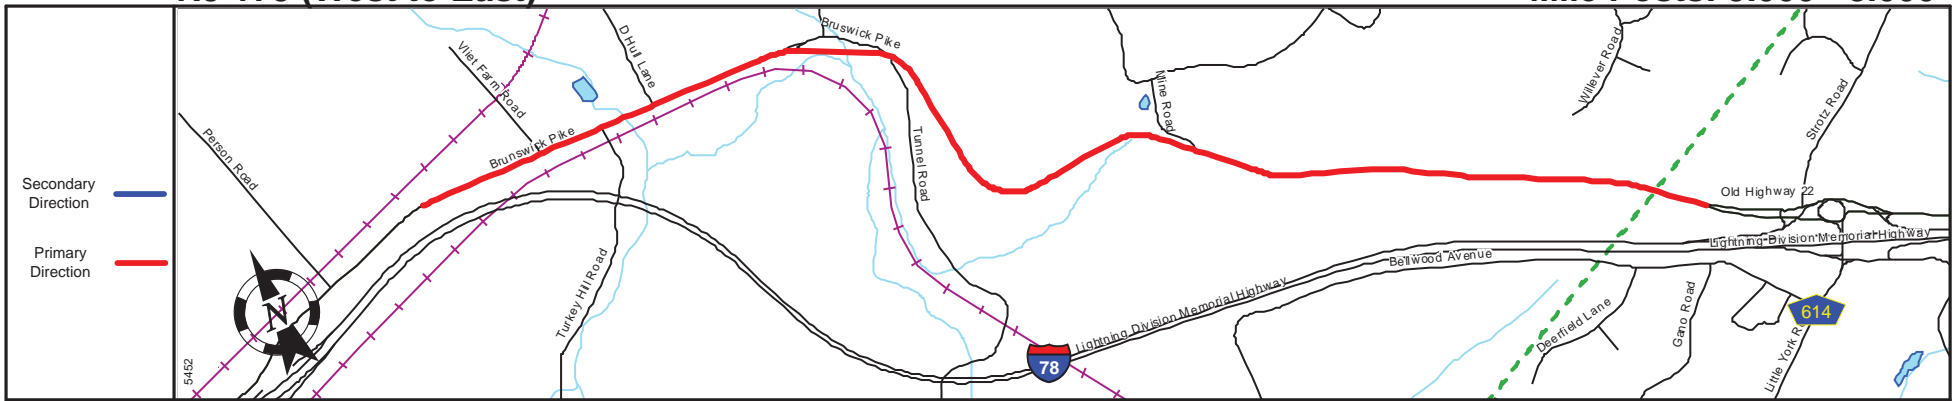 Secondary
Direction
Primary
Direction
Person Road
Vliet Farm Road
D Hull Lane
Brunswick Pike
Bruswick Pike
Tunnel Road
Mine Road
Willever Road
Strotz Road
Old Highway 22
Lightning Division Memorial Highway
Bellwood Avenue
Lightning Division Memorial Highway
Turkey Hill Road
Deerfield Lane
Gano Road
Little York R
614
78
N
5452